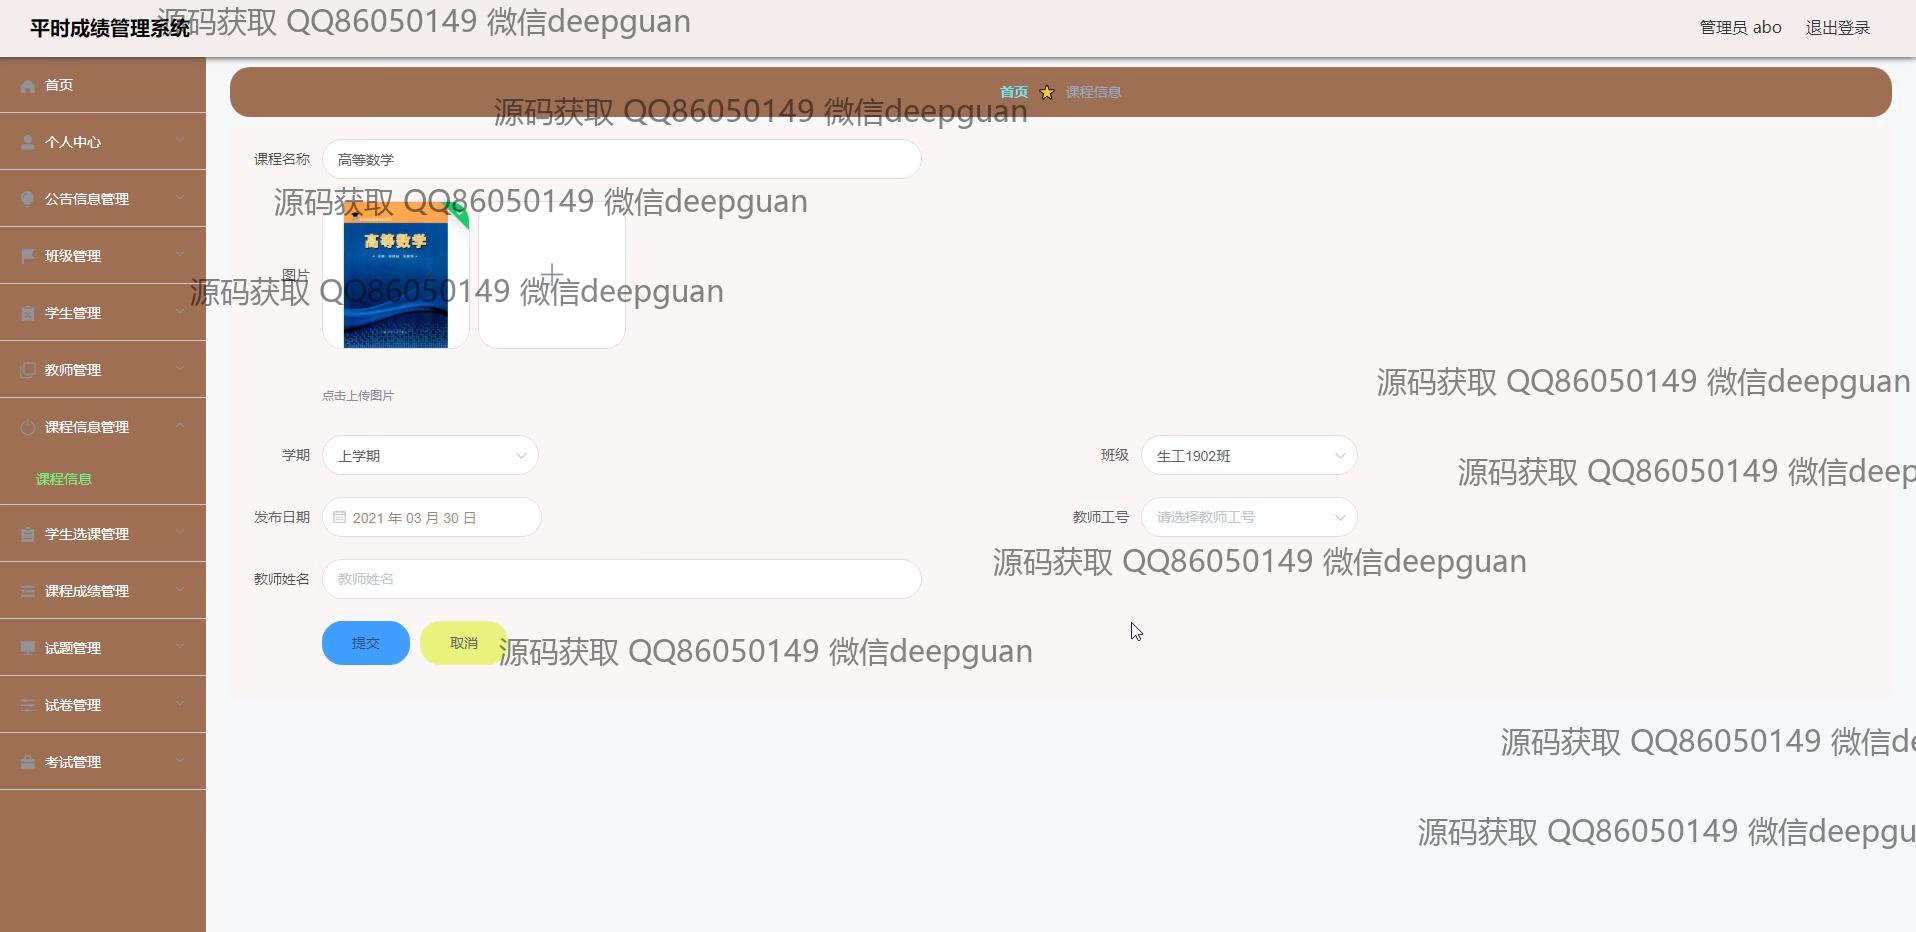 平时成绩管理系统
源码获取 QQ86050149 微信deepguan
管理员 abo 退出登录
首页
首页 课程信息
源码获取 QQ86050149 微信deepguan
个人中心
课程名称 高等数学
公告信息管理
源码获取 QQ86050149 微信deepguan
高等数学
班级管理
图片
源码获取 QQ86050149 微信deepguan
学生管理
教师管理
源码获取 QQ86050149 微信deepguan
点击上传图片
课程信息管理
学期 上学期 班级 生工1902班
课程信息
源码获取 QQ86050149 微信deep
发布日期 2021 年 03 月 30 日 教师工号 请选择教师工号
学生选课管理
源码获取 QQ86050149 微信deepguan
教师姓名 教师姓名
课程成绩管理
提交 取消
试题管理
源码获取 QQ86050149 微信deepguan
试卷管理
源码获取 QQ86050149 微信de
考试管理
源码获取 QQ86050149 微信deepgu